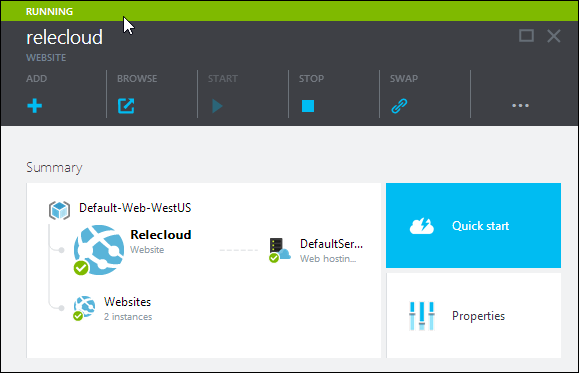 RUNNING
relecloud
WEBSITE
ADD BROWSE START STOP SWAP
Summary
Default-Web-WestUS
Relecloud
Website
DefaultSer...
Web hostin...
Websites
2 instances
Quick start
Properties